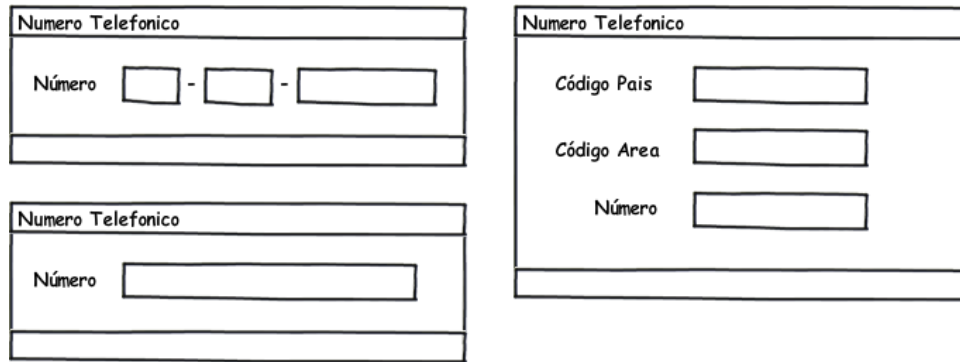 Numero Telefonico
Número - -
Numero Telefonico
Número
Numero Telefonico
Código Pais
Código Area
Número